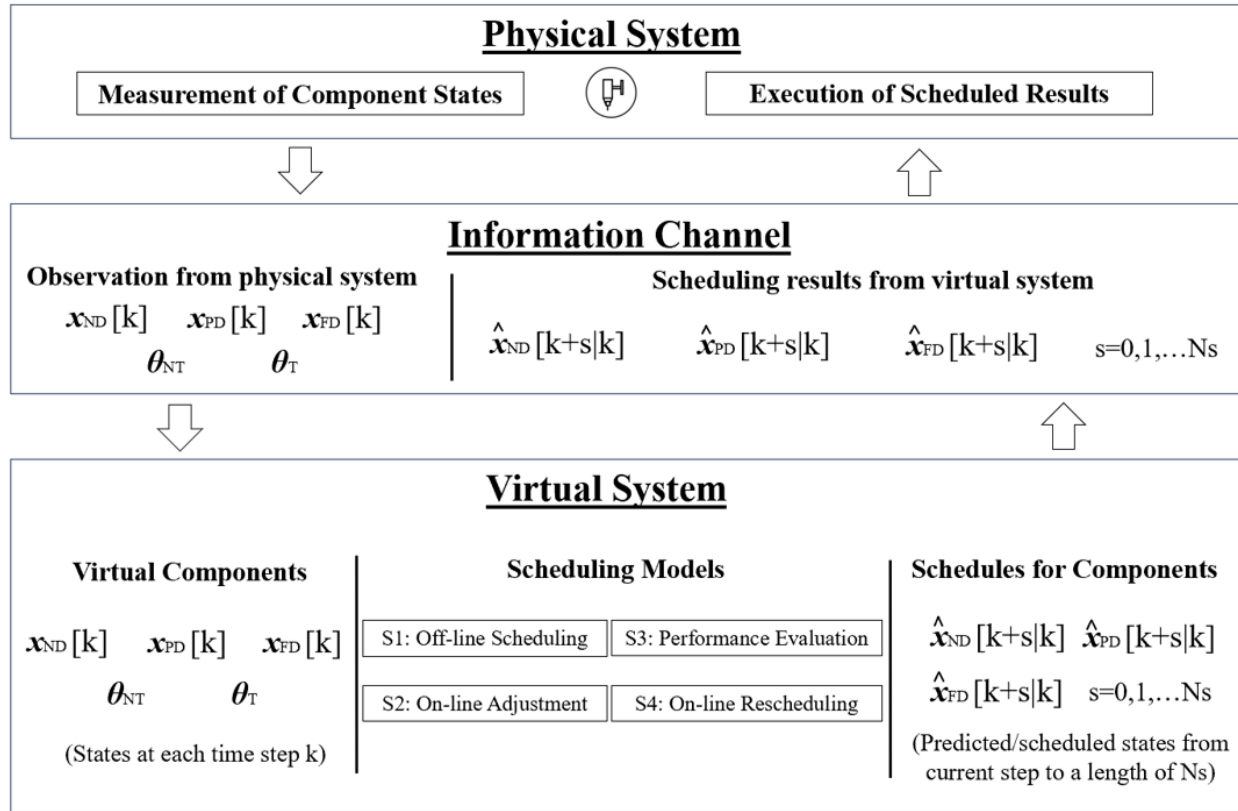 Physical System
Measurement of Component States
Execution of Scheduled Results
Information Channel
Observation from physical system
x_ND[k] x_PD[k] x_FD[k]
θ_NT θ_T
Scheduling results from virtual system
x̂_ND[k+s|k] x̂_PD[k+s|k] x̂_FD[k+s|k] s=0,1,…Ns
Virtual System
Virtual Components
x_ND[k] x_PD[k] x_FD[k]
θ_NT θ_T
(States at each time step k)
Scheduling Models
S1: Off-line Scheduling
S3: Performance Evaluation
S2: On-line Adjustment
S4: On-line Rescheduling
Schedules for Components
x̂_ND[k+s|k] x̂_PD[k+s|k]
x̂_FD[k+s|k] s=0,1,…Ns
(Predicted/scheduled states from
current step to a length of Ns)